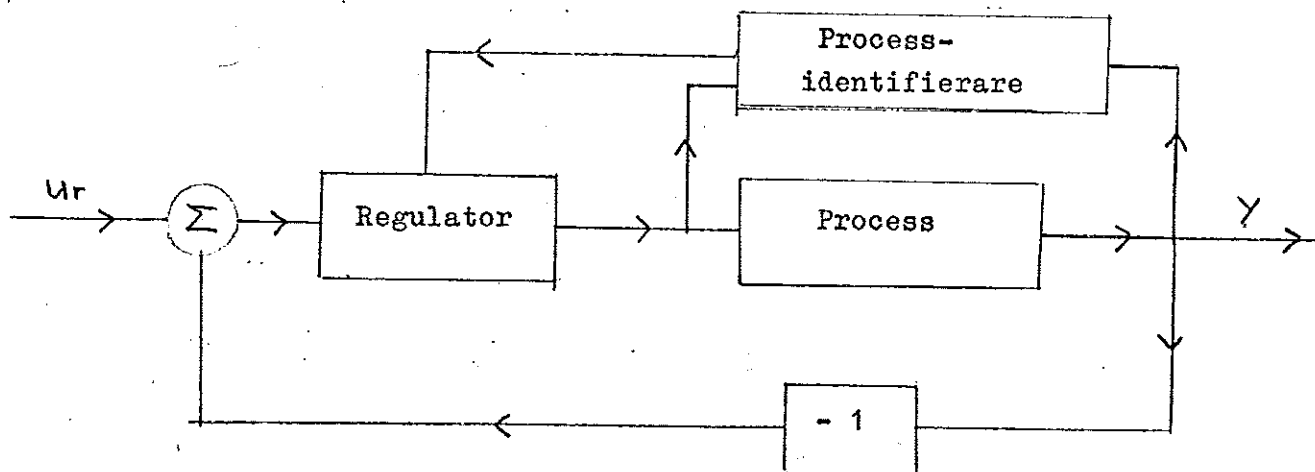 Process-
identifierare
ur
Σ
Regulator
Process
Y
- 1